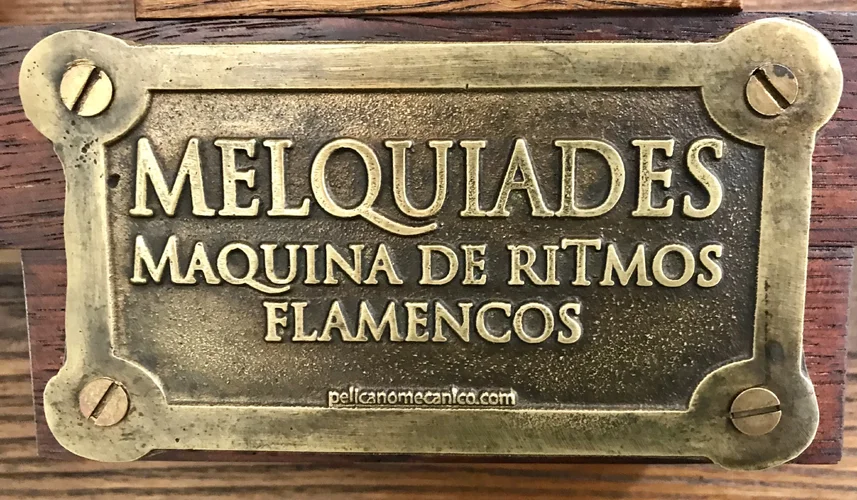 MELQUIADES
MAQUINA DE RiTMOS
FLAMENCOS
pelicanomecanico.com